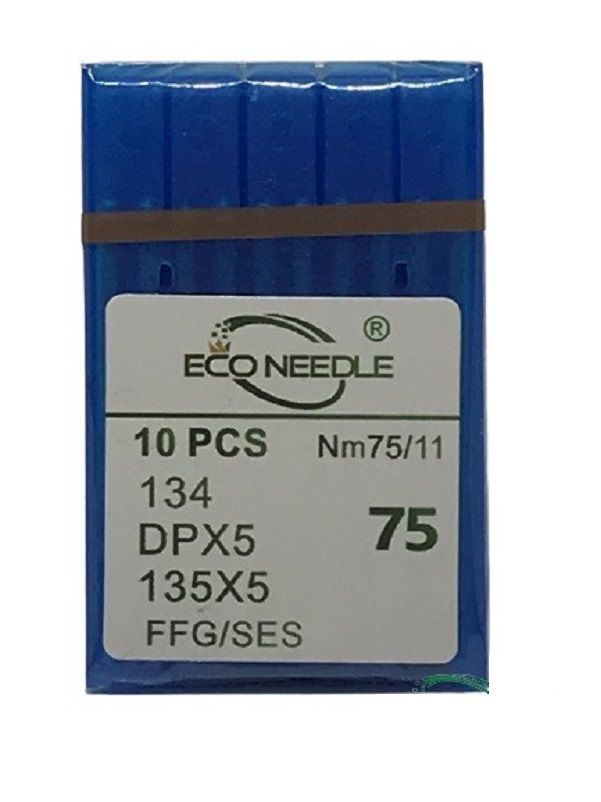 ECO NEEDLE ®
10 PCS Nm75/11
134
DPX5 75
135X5
FFG/SES